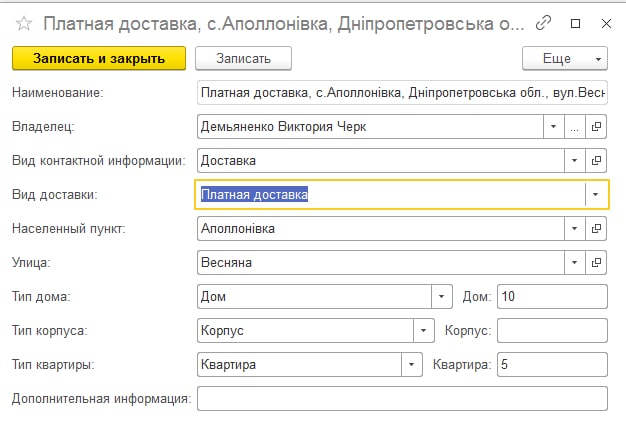 Платная доставка, с.Аполлонівка, Дніпропетровська о...
Записать и закрыть Записать Еще
Наименование: Платная доставка, с.Аполлонівка, Дніпропетровська обл., вул.Весн
Владелец: Демьяненко Виктория Черк ...
Вид контактной информации: Доставка
Вид доставки: Платная доставка
Населенный пункт: Аполлонівка
Улица: Весняна
Тип дома: Дом Дом: 10
Тип корпуса: Корпус Корпус:
Тип квартиры: Квартира Квартира: 5
Дополнительная информация: